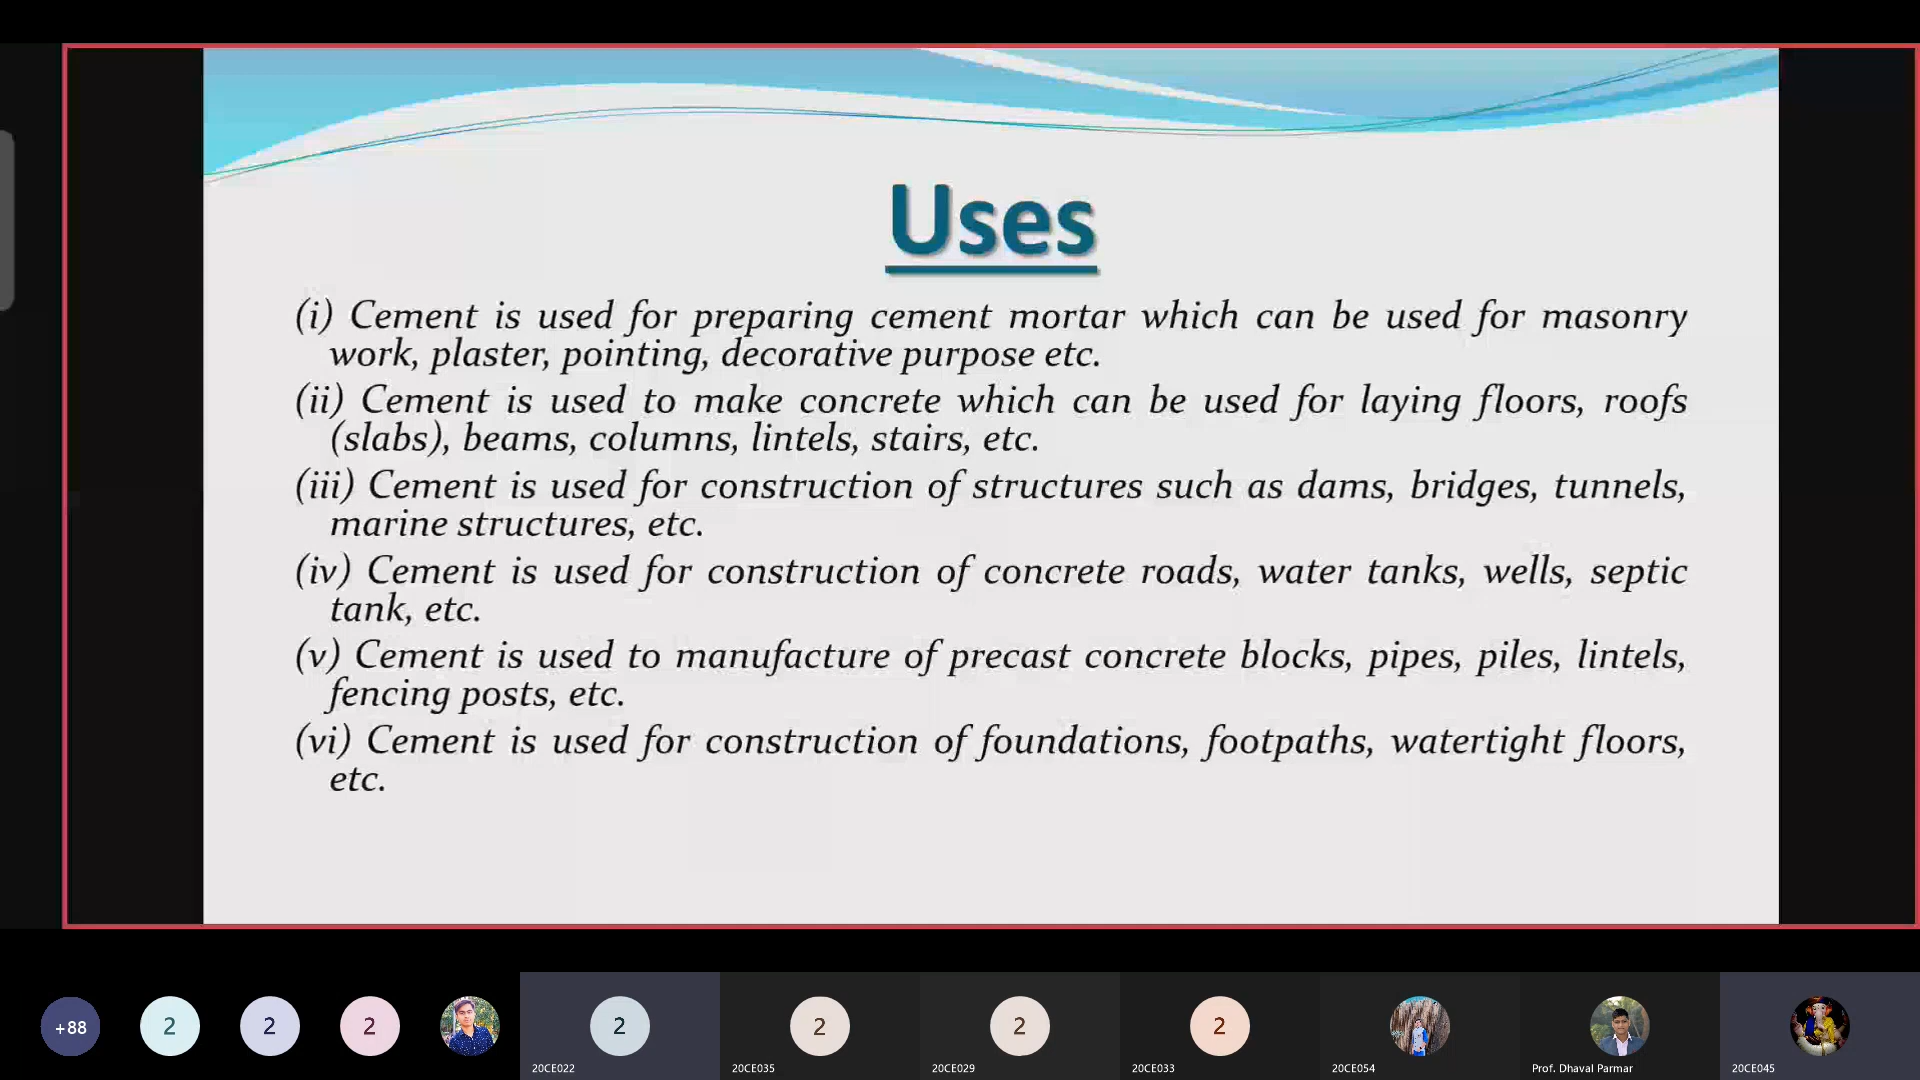 Uses
(i) Cement is used for preparing cement mortar which can be used for masonry
work, plaster, pointing, decorative purpose etc.
(ii) Cement is used to make concrete which can be used for laying floors, roofs
(slabs), beams, columns, lintels, stairs, etc.
(iii) Cement is used for construction of structures such as dams, bridges, tunnels,
marine structures, etc.
(iv) Cement is used for construction of concrete roads, water tanks, wells, septic
tank, etc.
(v) Cement is used to manufacture of precast concrete blocks, pipes, piles, lintels,
fencing posts, etc.
(vi) Cement is used for construction of foundations, footpaths, watertight floors,
etc.
+88 2 2 2 2 2 2 2
20CE022 20CE035 20CE029 20CE033 20CE054 Prof. Dhaval Parmar 20CE045